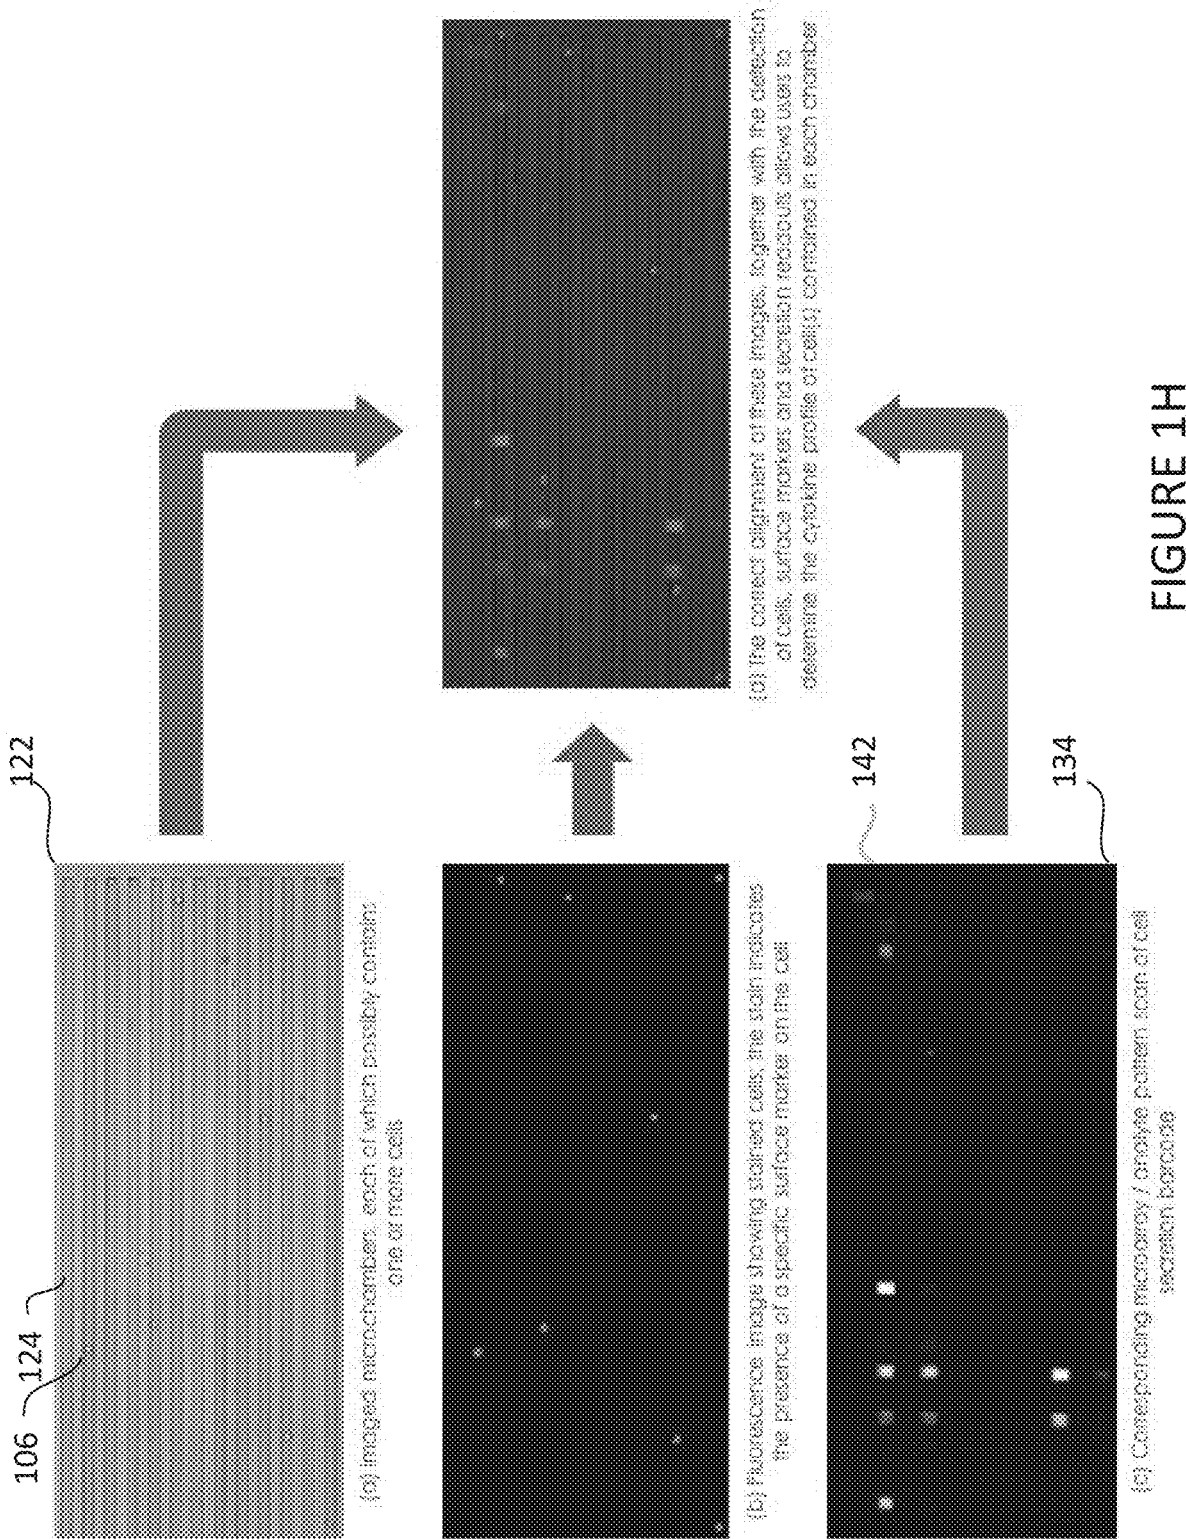 122
106
124
(a) Imaged microchambers, each of which possibly contains
one or more cells
(b) Fluorescence image showing stained cells, the stain indicates
the presence of a specific surface marker on the cell
142
134
(c) Corresponding microarray / analyte pattern scan of cell
secretion barcode
(d) The correct alignment of these images, together with the detection
of cells, surface markes and secretion readouts allows users to
determine the cytokine profile of cell(s) contained in each chamber
FIGURE 1H